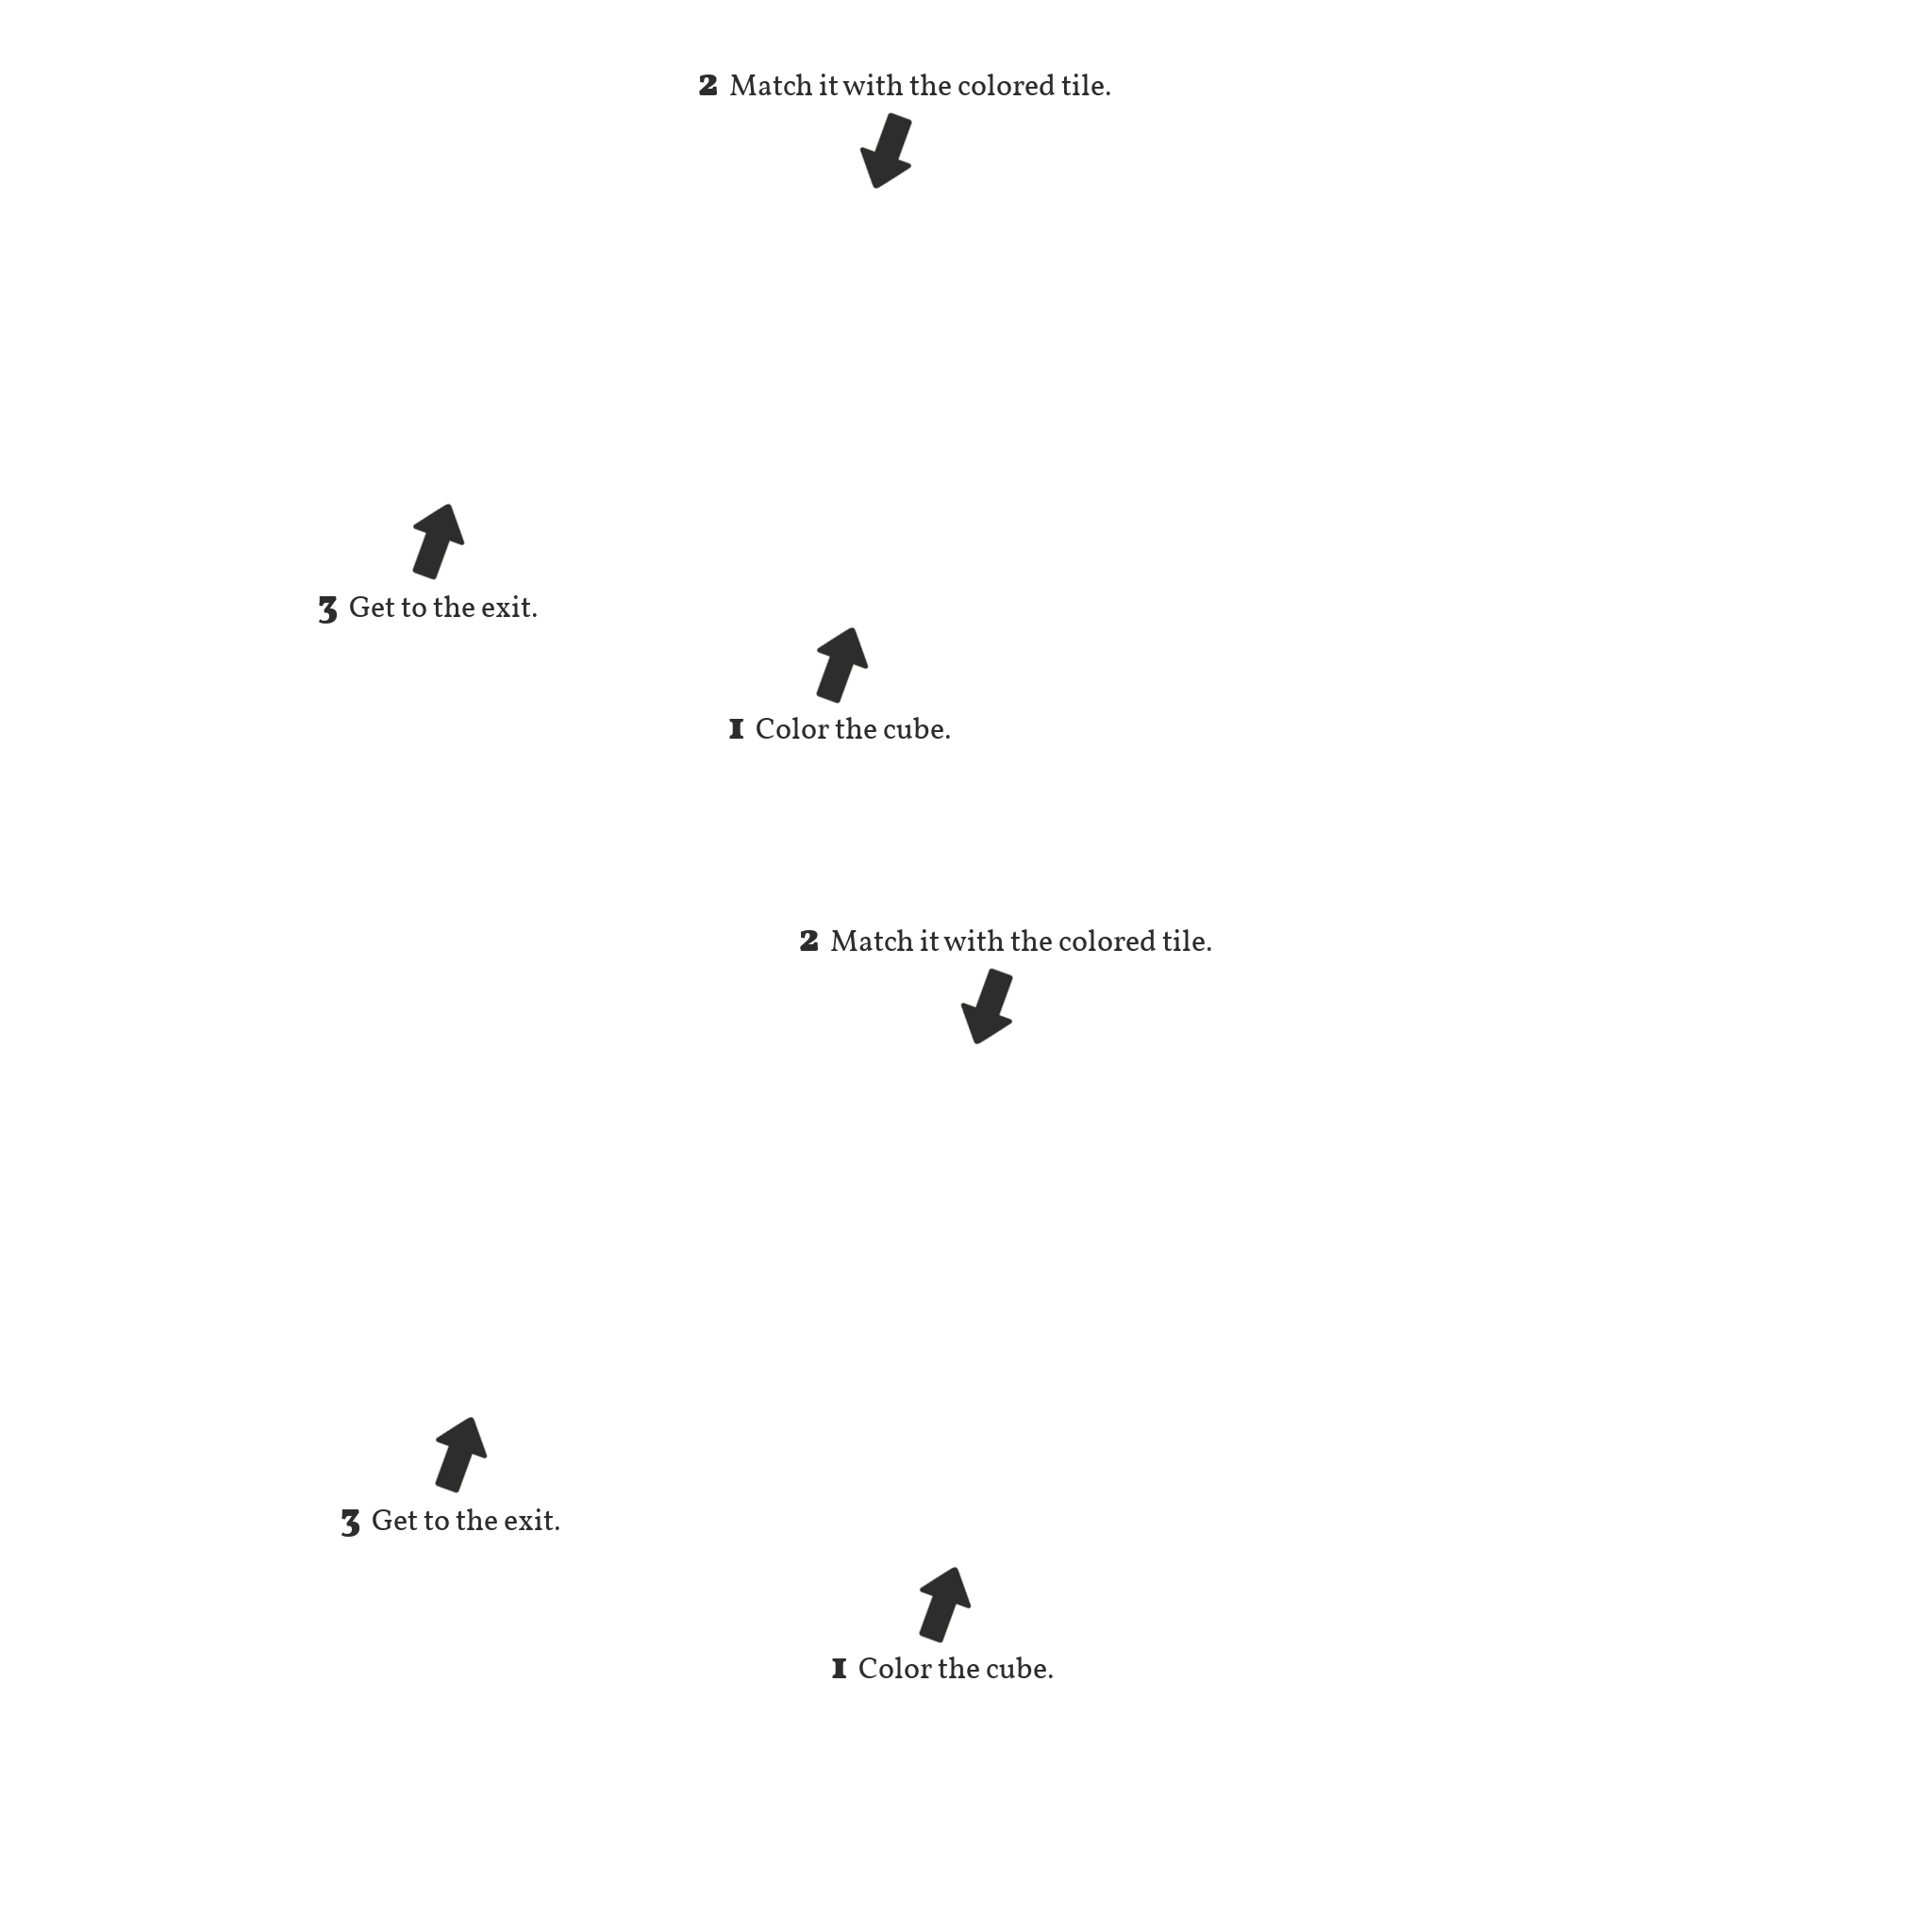 2 Match it with the colored tile.
3 Get to the exit.
1 Color the cube.
2 Match it with the colored tile.
3 Get to the exit.
1 Color the cube.